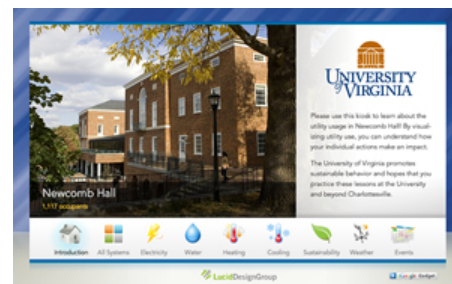 UNIVERSITY
of VIRGINIA
Please use this kiosk to learn about the
utility usage in Newcomb Hall! By visual-
izing utility use, you can understand how
your individual actions make an impact.
The University of Virginia promotes
sustainable behavior and hopes that you
practice these lessons at the University
and beyond Charlottesville.
Newcomb Hall
1,117 occupants
Introduction
All Systems
Electricity
Water
Heating
Cooling
Sustainability
Weather
Events
LucidDesignGroup